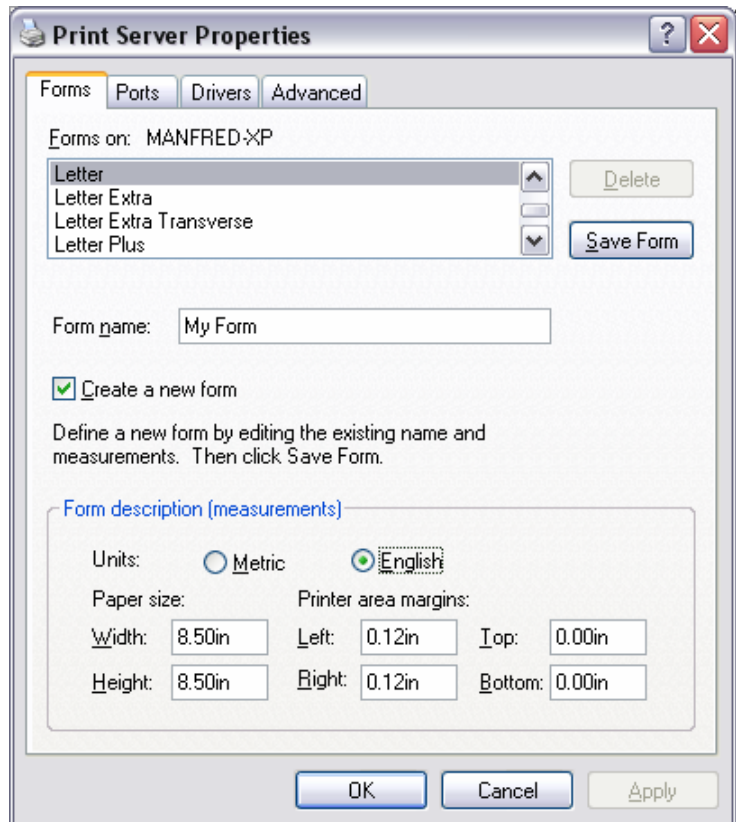 Print Server Properties
Forms Ports Drivers Advanced
Forms on: MANFRED-XP
Letter
Letter Extra
Letter Extra Transverse
Letter Plus
Delete
Save Form
Form name: My Form
Create a new form
Define a new form by editing the existing name and
measurements. Then click Save Form.
Form description (measurements)
Units: Metric English
Paper size: Printer area margins:
Width: 8.50in Left: 0.12in Top: 0.00in
Height: 8.50in Right: 0.12in Bottom: 0.00in
OK Cancel Apply